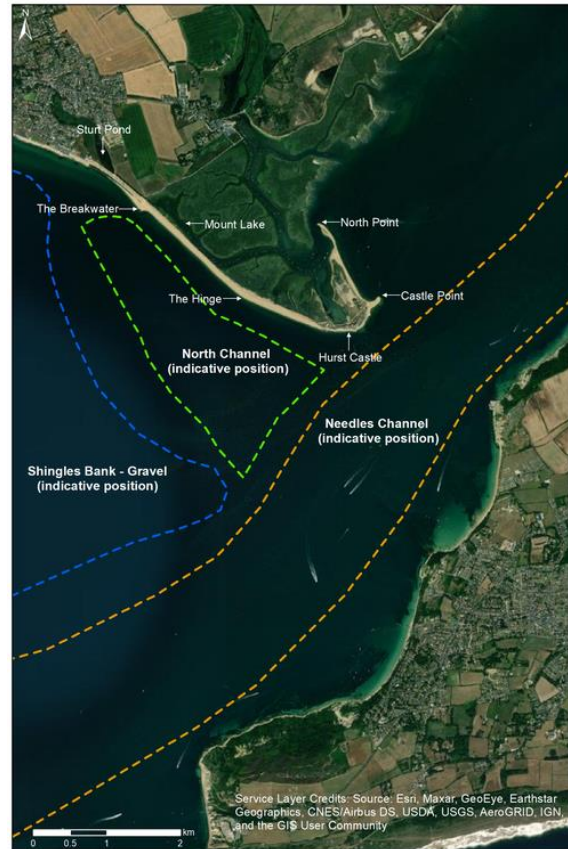 N
Sturt Pond
The Breakwater
Mount Lake
North Point
The Hinge
Castle Point
Hurst Castle
North Channel
(indicative position)
Needles Channel
(indicative position)
Shingles Bank - Gravel
(indicative position)
Service Layer Credits: Source: Esri, Maxar, GeoEye, Earthstar
Geographics, CNES/Airbus DS, USDA, USGS, AeroGRID, IGN,
and the GIS User Community
km
0 0.5 1 2